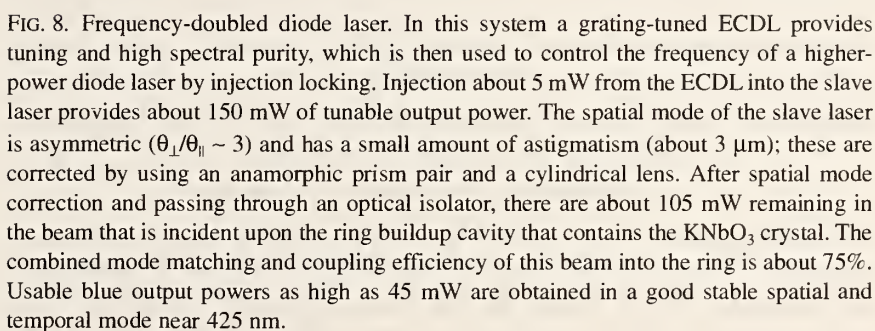 FIG. 8. Frequency-doubled diode laser. In this system a grating-tuned ECDL provides
tuning and high spectral purity, which is then used to control the frequency of a higher-
power diode laser by injection locking. Injection about 5 mW from the ECDL into the slave
laser provides about 150 mW of tunable output power. The spatial mode of the slave laser
is asymmetric (θ⊥/θ∥ ~ 3) and has a small amount of astigmatism (about 3 μm); these are
corrected by using an anamorphic prism pair and a cylindrical lens. After spatial mode
correction and passing through an optical isolator, there are about 105 mW remaining in
the beam that is incident upon the ring buildup cavity that contains the KNbO₃ crystal. The
combined mode matching and coupling efficiency of this beam into the ring is about 75%.
Usable blue output powers as high as 45 mW are obtained in a good stable spatial and
temporal mode near 425 nm.